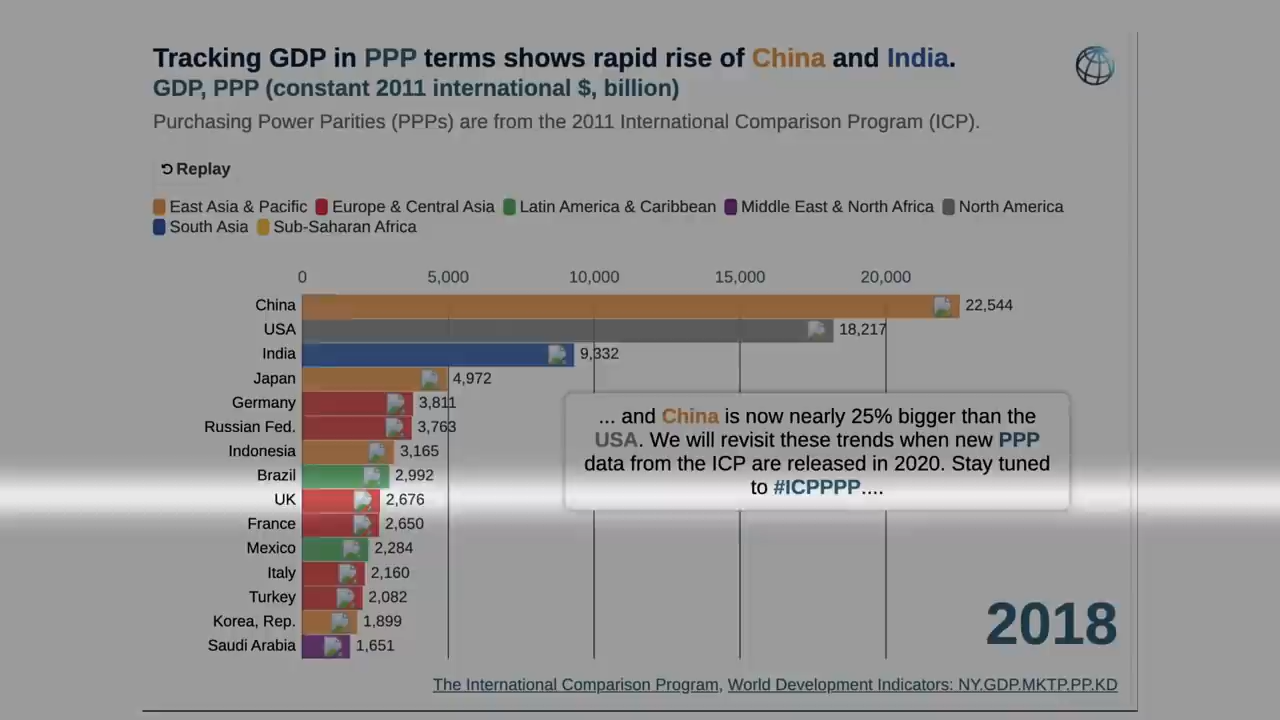 Tracking GDP in PPP terms shows rapid rise of China and India.
GDP, PPP (constant 2011 international $, billion)
Purchasing Power Parities (PPPs) are from the 2011 International Comparison Program (ICP).
Replay
East Asia & Pacific Europe & Central Asia Latin America & Caribbean Middle East & North Africa North America
South Asia Sub-Saharan Africa
0 5,000 10,000 15,000 20,000
China 22,544
USA 18,217
India 9,332
Japan 4,972
Germany 3,811
Russian Fed. 3,763
Indonesia 3,165
Brazil 2,992
UK 2,676
France 2,650
Mexico 2,284
Italy 2,160
Turkey 2,082
Korea, Rep. 1,899
Saudi Arabia 1,651
... and China is now nearly 25% bigger than the
USA. We will revisit these trends when new PPP
data from the ICP are released in 2020. Stay tuned
to #ICPPPP....
2018
The International Comparison Program, World Development Indicators: NY.GDP.MKTP.PP.KD